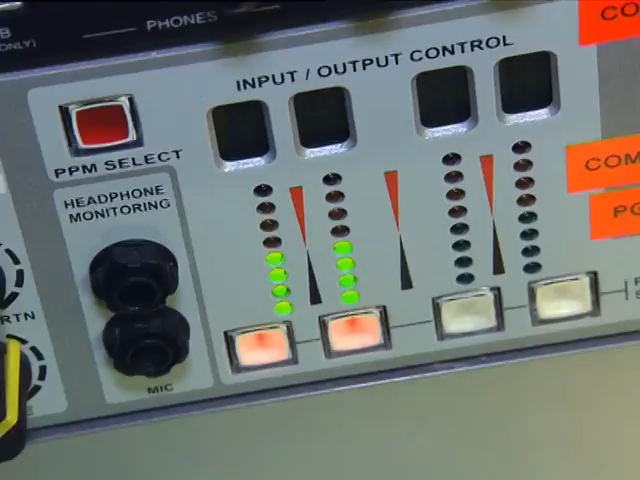 B
ONLY)
PHONES
CO
INPUT / OUTPUT CONTROL
PPM SELECT
COM
HEADPHONE
MONITORING
PG
RTN
MIC